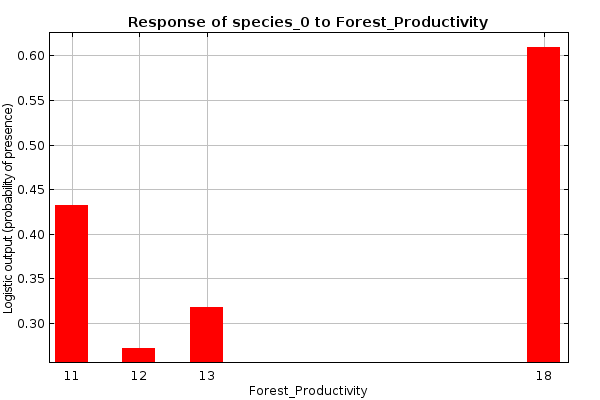 Response of species_0 to Forest_Productivity
Logistic output (probability of presence)
0.60
0.55
0.50
0.45
0.40
0.35
0.30
11 12 13 18
Forest_Productivity